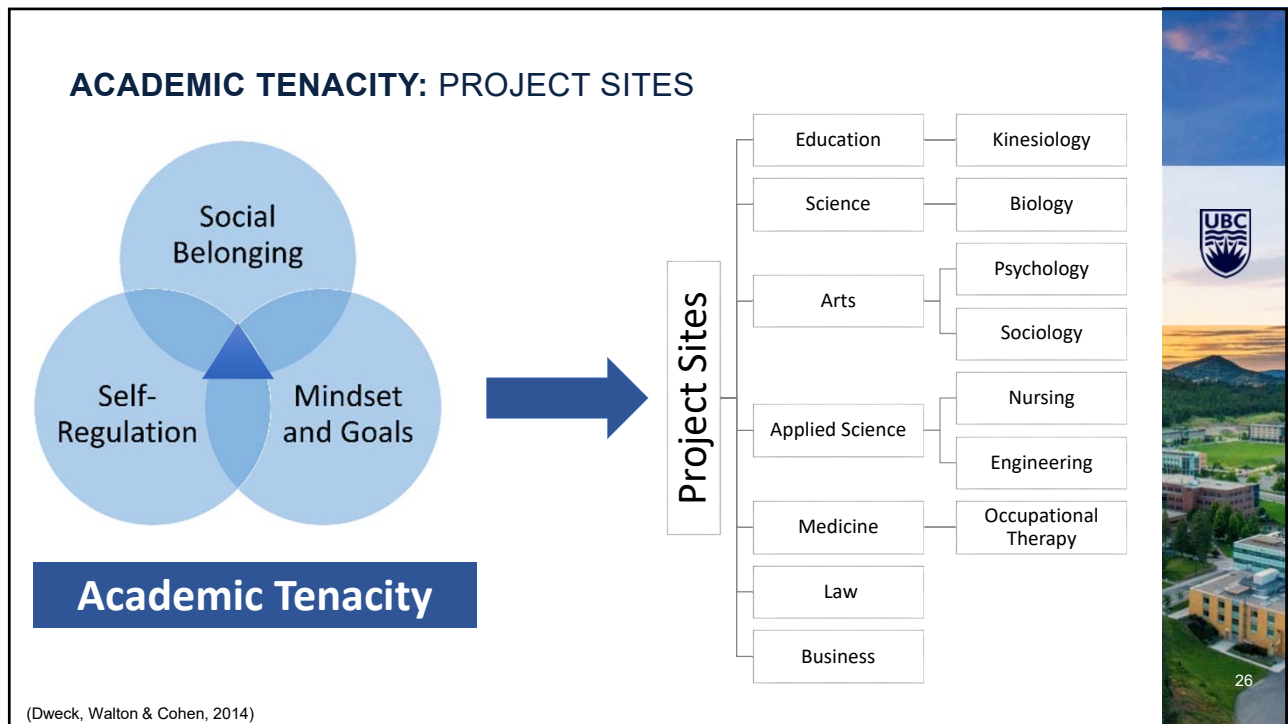 ACADEMIC TENACITY: PROJECT SITES
Social
Belonging
Self-
Regulation
Mindset
and Goals
Academic Tenacity
Project Sites
Education
Kinesiology
Science
Biology
Arts
Psychology
Sociology
Applied Science
Nursing
Engineering
Medicine
Occupational
Therapy
Law
Business
UBC
26
(Dweck, Walton & Cohen, 2014)